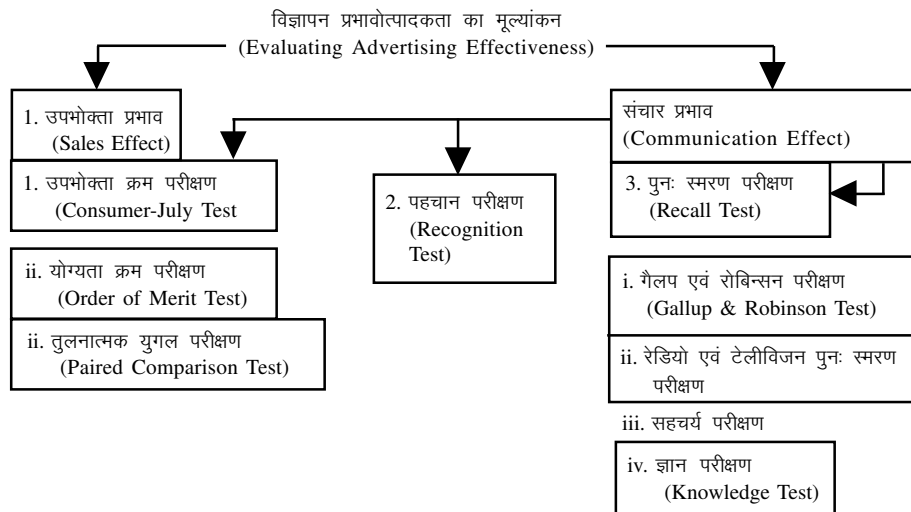 विज्ञापन प्रभावोत्पादकता का मूल्यांकन
(Evaluating Advertising Effectiveness)
1. उपभोक्ता प्रभाव
(Sales Effect)
संचार प्रभाव
(Communication Effect)
1. उपभोक्ता क्रम परीक्षण
(Consumer-July Test
2. पहचान परीक्षण
(Recognition
Test)
3. पुनः स्मरण परीक्षण
(Recall Test)
ii. योग्यता क्रम परीक्षण
(Order of Merit Test)
ii. तुलनात्मक युगल परीक्षण
(Paired Comparison Test)
i. गैलप एवं रोबिन्सन परीक्षण
(Gallup & Robinson Test)
ii. रेडियो एवं टेलीविजन पुनः स्मरण
परीक्षण
iii. सहचर्य परीक्षण
iv. ज्ञान परीक्षण
(Knowledge Test)